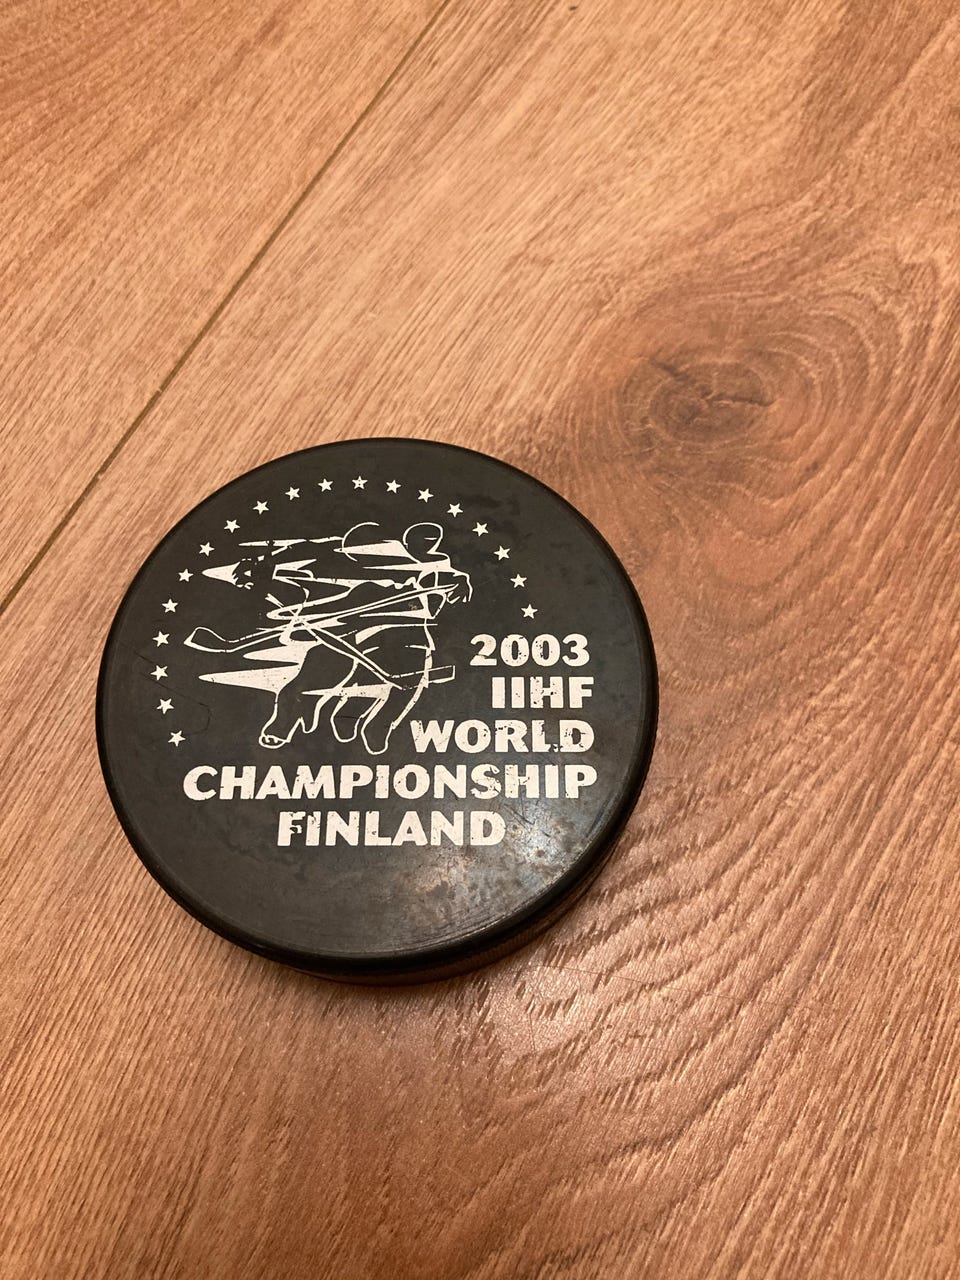 2003
IIHF
WORLD
CHAMPIONSHIP
FINLAND